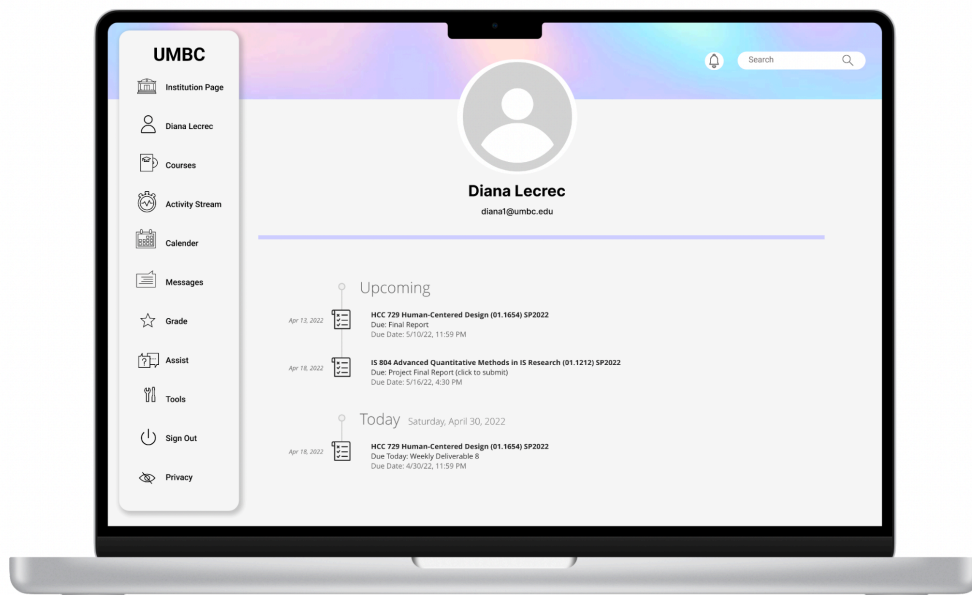 UMBC
Institution Page
Diana Lecrec
Courses
Activity Stream
Calender
Messages
Grade
Assist
Tools
Sign Out
Privacy
Search
Diana Lecrec
diana1@umbc.edu
Upcoming
Apr 13, 2022
HCC 729 Human-Centered Design (01.1654) SP2022
Due: Final Report
Due Date: 5/10/22, 11:59 PM
Apr 18, 2022
IS 804 Advanced Quantitative Methods in IS Research (01.1212) SP2022
Due: Project Final Report (click to submit)
Due Date: 5/16/22, 4:30 PM
Today Saturday, April 30, 2022
Apr 18, 2022
HCC 729 Human-Centered Design (01.1654) SP2022
Due Today: Weekly Deliverable 8
Due Date: 4/30/22, 11:59 PM